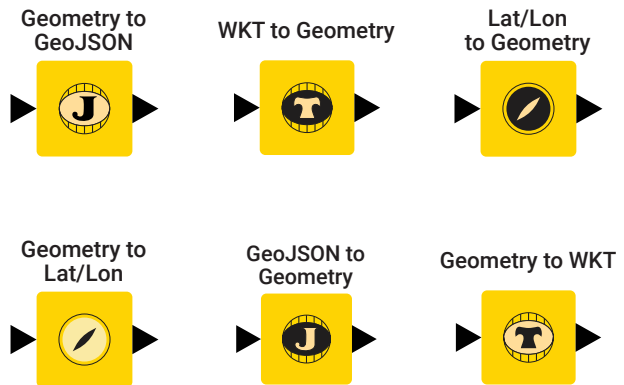 Geometry to
GeoJSON
WKT to Geometry
Lat/Lon
to Geometry
J
T
Geometry to
Lat/Lon
GeoJSON to
Geometry
Geometry to WKT
J
T